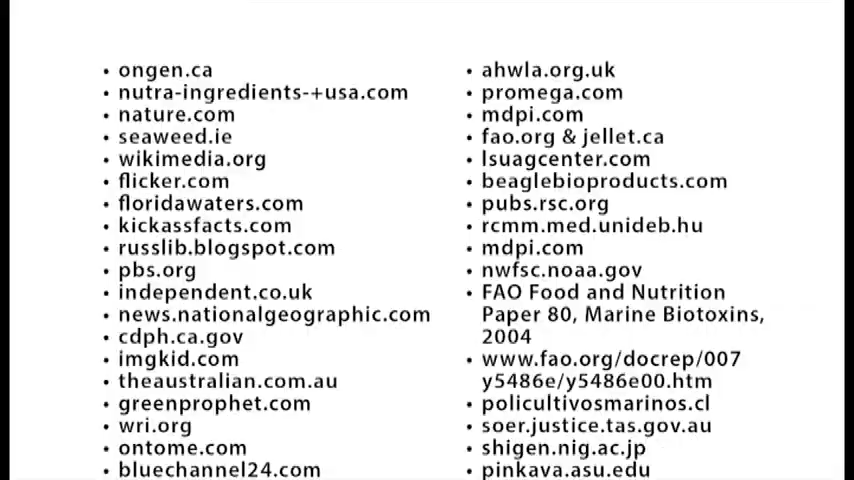 • ongen.ca
• nutra-ingredients-+usa.com
• nature.com
• seaweed.ie
• wikimedia.org
• flicker.com
• floridawaters.com
• kickassfacts.com
• russlib.blogspot.com
• pbs.org
• independent.co.uk
• news.nationalgeographic.com
• cdph.ca.gov
• imgkid.com
• theaustralian.com.au
• greenprophet.com
• wri.org
• ontome.com
• bluechannel24.com
• ahwla.org.uk
• promega.com
• mdpi.com
• fao.org & jellet.ca
• lsuagcenter.com
• beaglebioproducts.com
• pubs.rsc.org
• rcmm.med.unideb.hu
• mdpi.com
• nwfsc.noaa.gov
• FAO Food and Nutrition
Paper 80, Marine Biotoxins,
2004
• www.fao.org/docrep/007
y5486e/y5486e00.htm
• policultivosmarinos.cl
• soer.justice.tas.gov.au
• shigen.nig.ac.jp
• pinkava.asu.edu